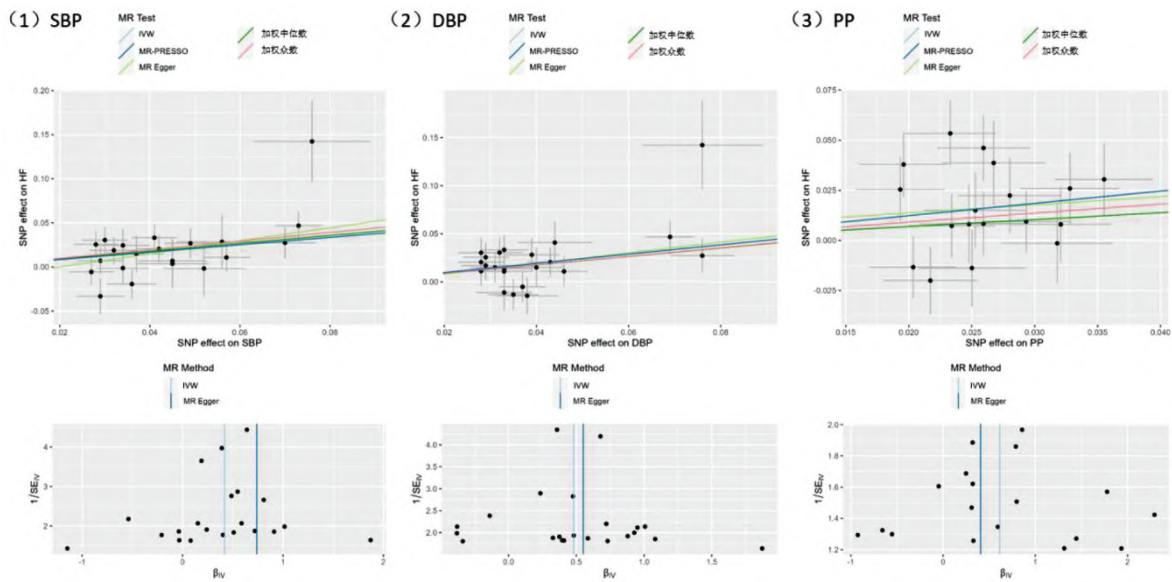 (1) SBP
MR Test
IVW
加权中位数
MR-PRESSO
加权众数
MR Egger
0.20
0.15
0.10
0.05
0.00
-0.05
SNP effect on HF
0.02
0.04
0.06
0.08
SNP effect on SBP
(2) DBP
MR Test
IVW
加权中位数
MR-PRESSO
加权众数
MR Egger
0.15
0.10
0.05
0.00
SNP effect on HF
0.02
0.04
0.06
0.08
SNP effect on DBP
(3) PP
MR Test
IVW
加权中位数
MR-PRESSO
加权众数
MR Egger
0.075
0.050
0.025
0.000
-0.025
SNP effect on HF
0.015
0.020
0.025
0.030
0.035
0.040
SNP effect on PP
MR Method
IVW
MR Egger
4
3
2
1/SEIV
-1
0
1
2
βIV
MR Method
IVW
MR Egger
4.0
3.5
3.0
2.5
2.0
1/SEIV
0.0
0.5
1.0
1.5
βIV
MR Method
IVW
MR Egger
2.0
1.8
1.6
1.4
1.2
1/SEIV
-1
0
1
2
βIV